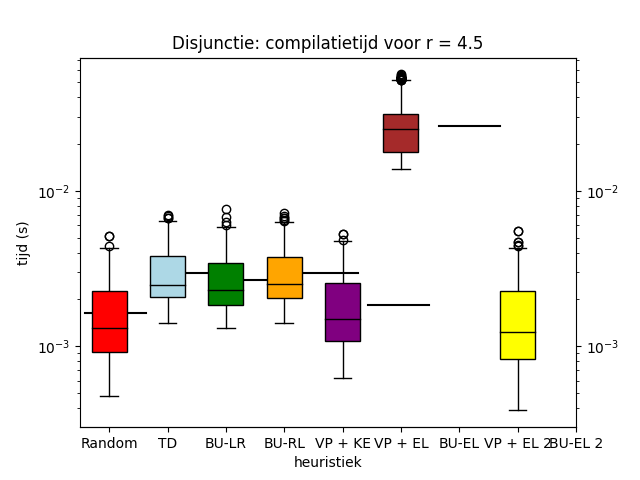 Disjunctie: compilatietijd voor r = 4.5
tijd (s)
10⁻²
10⁻³
10⁻²
10⁻³
Random TD BU-LR BU-RL VP + KE VP + EL BU-EL VP + EL 2 BU-EL 2
heuristiek